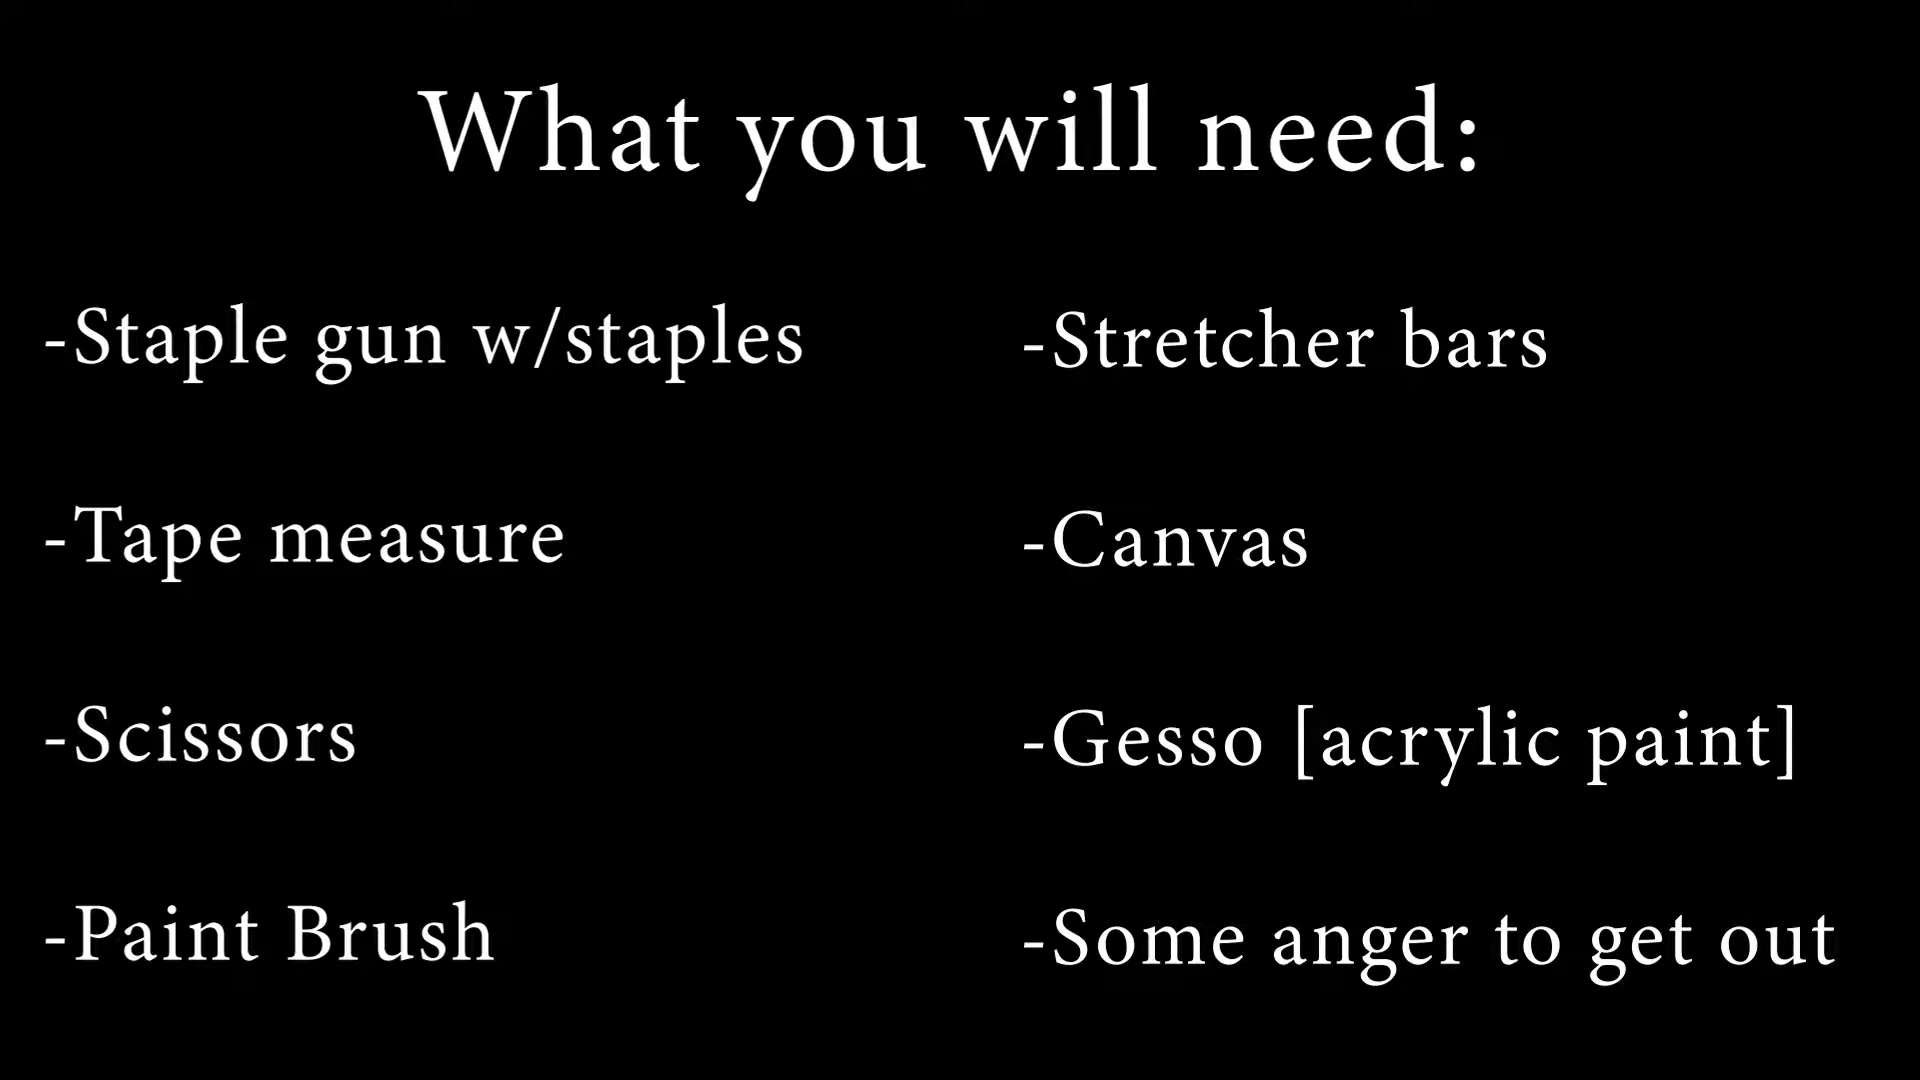 What you will need:
-Staple gun w/staples
-Tape measure
-Scissors
-Paint Brush
-Stretcher bars
-Canvas
-Gesso [acrylic paint]
-Some anger to get out